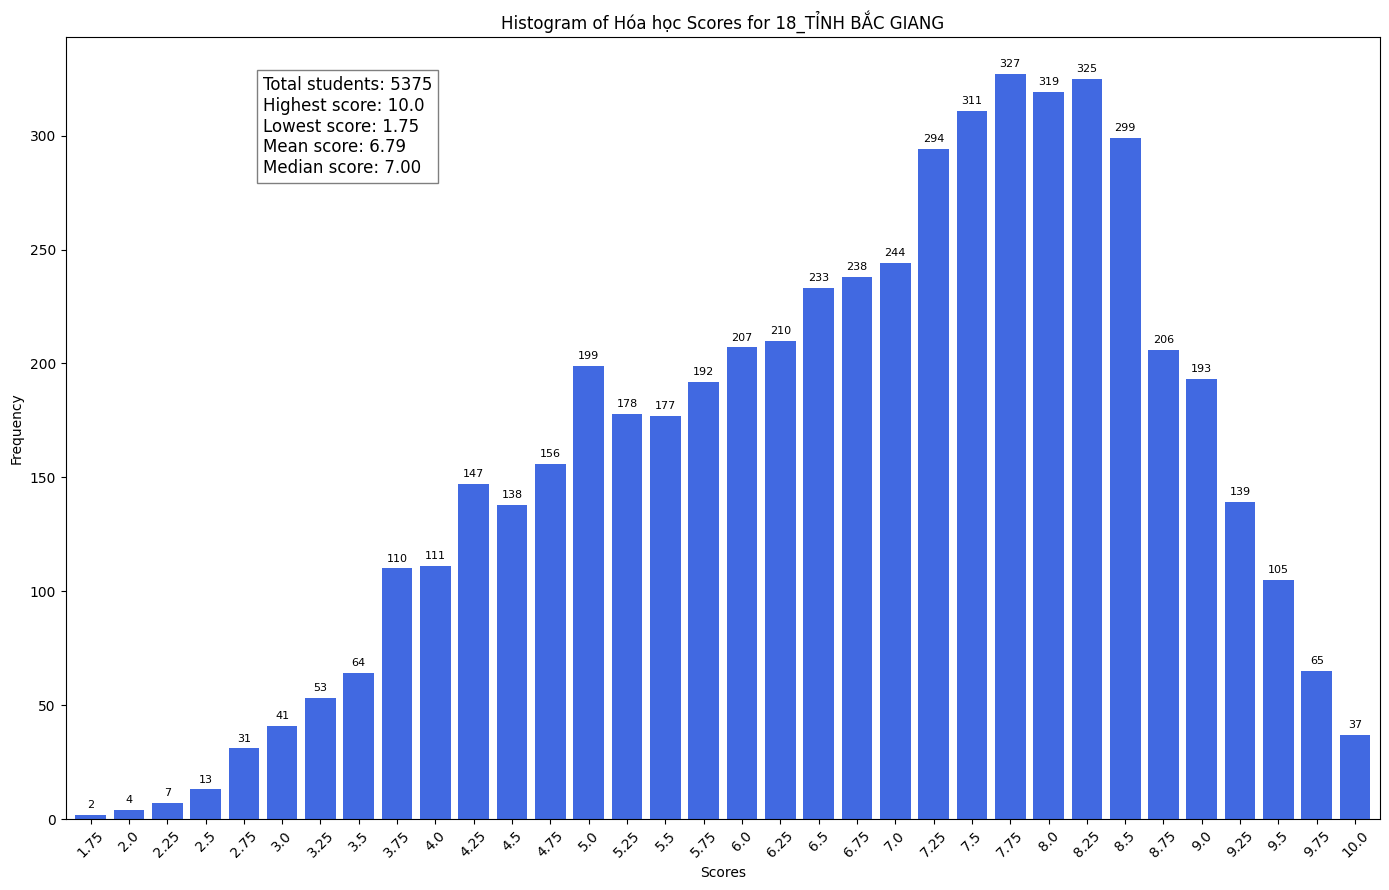 Histogram of Hóa học Scores for 18_TỈNH BẮC GIANG
Total students: 5375
Highest score: 10.0
Lowest score: 1.75
Mean score: 6.79
Median score: 7.00
Frequency
300
250
200
150
100
50
0
2 4 7 13 31 41 53 64 110 111 147 138 156 199 178 177 192 207 210 233 238 244 294 311 327 319 325 299 206 193 139 105 65 37
1.75 2.0 2.25 2.5 2.75 3.0 3.25 3.5 3.75 4.0 4.25 4.5 4.75 5.0 5.25 5.5 5.75 6.0 6.25 6.5 6.75 7.0 7.25 7.5 7.75 8.0 8.25 8.5 8.75 9.0 9.25 9.5 9.75 10.0
Scores